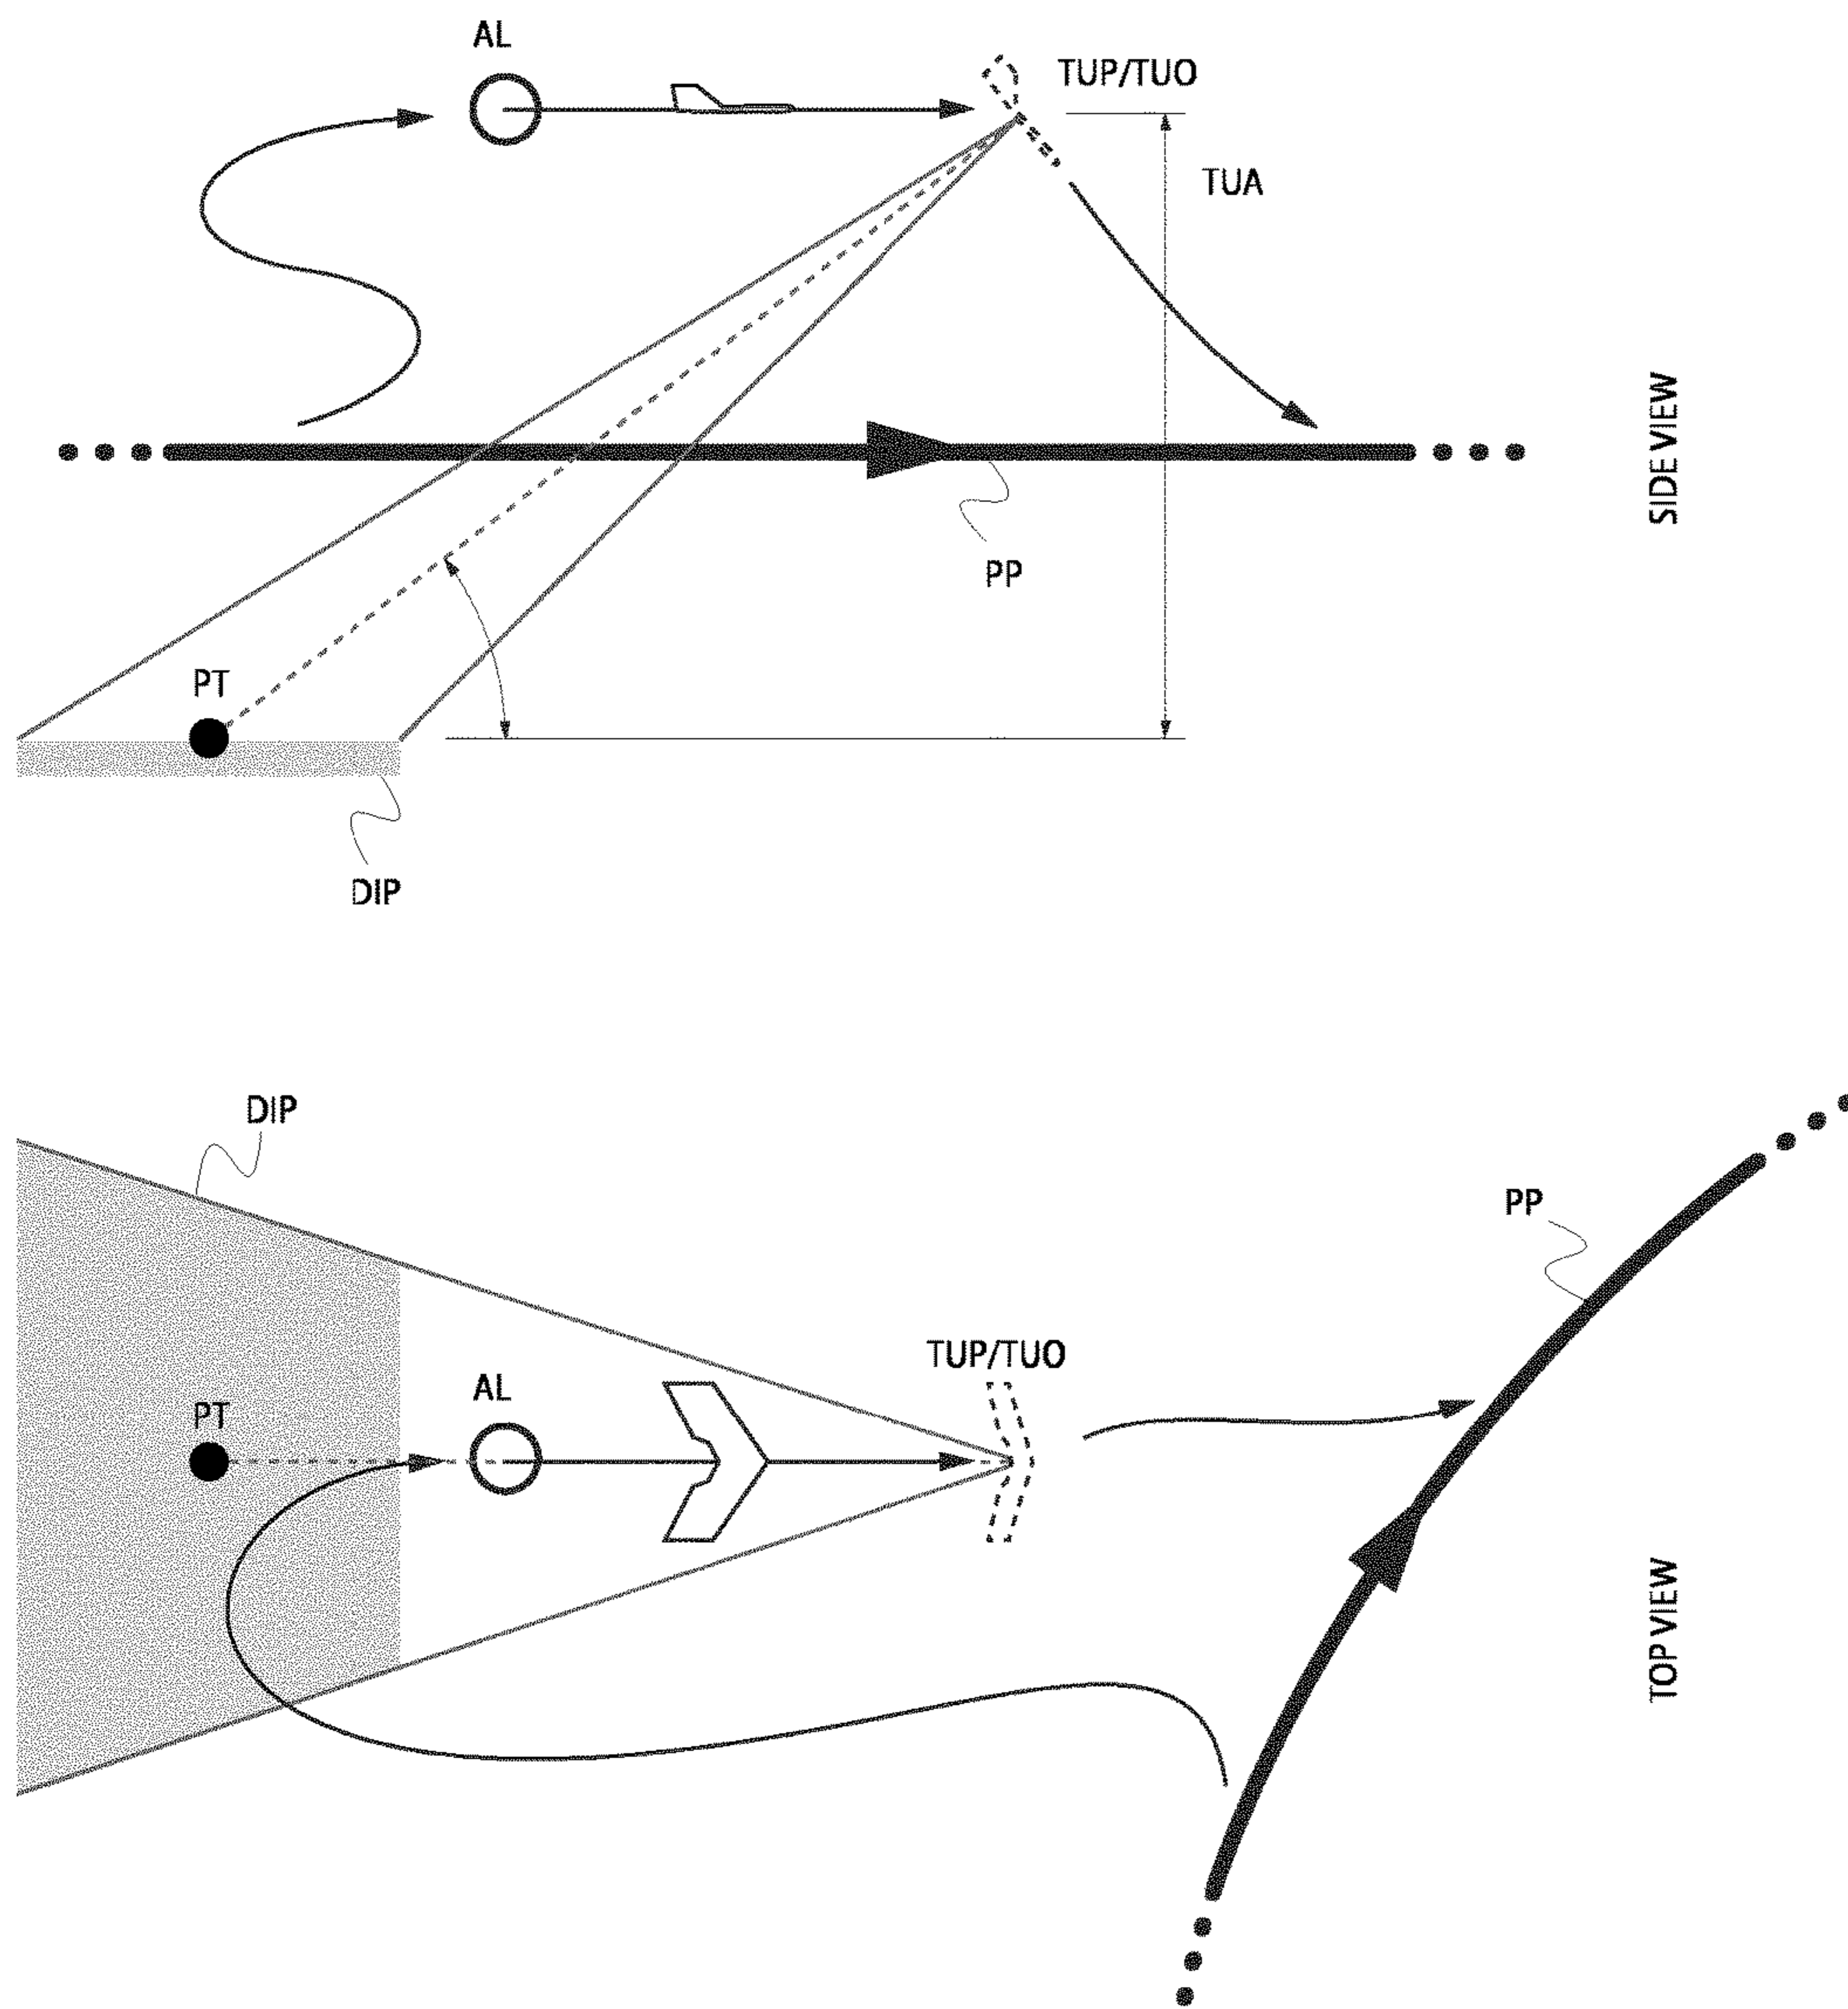 AL
TUP/TUO
TUA
SIDE VIEW
PP
PT
DIP
DIP
PP
TUP/TUO
AL
PT
TOP VIEW